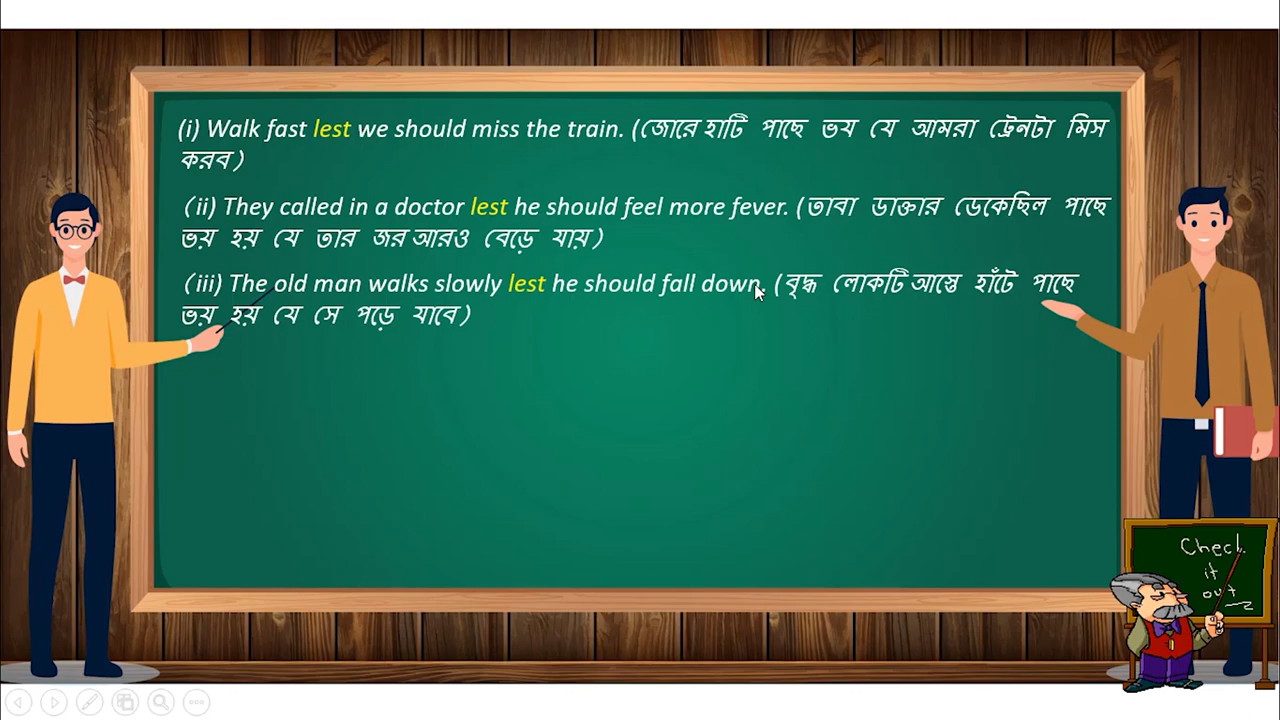 (i) Walk fast lest we should miss the train. (জোরে হাটি পাছে ভয যে আমরা ট্রেনটা মিস
করব)
(ii) They called in a doctor lest he should feel more fever. (তাবা ডাক্তার ডেকেছিল পাছে
ভয় হয় যে তার জর আরও বেড়ে যায়)
(iii) The old man walks slowly lest he should fall down. (বৃদ্ধ লোকটি আস্তে হাঁটে পাছে
ভয় হয় যে সে পড়ে যাবে)
Check
it
out